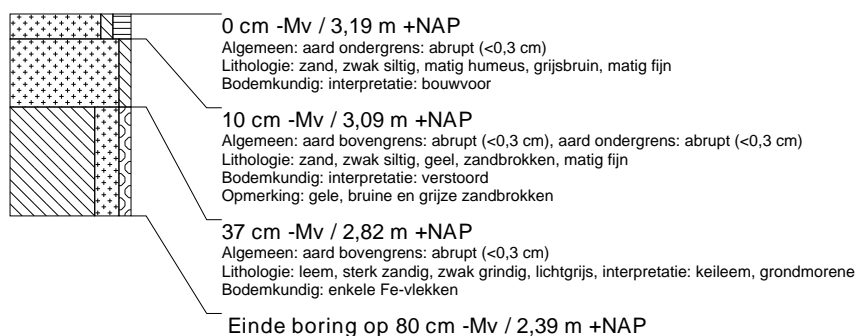 0 cm -Mv / 3,19 m +NAP
Algemeen: aard ondergrens: abrupt (<0,3 cm)
Lithologie: zand, zwak siltig, matig humeus, grijsbruin, matig fijn
Bodemkundig: interpretatie: bouwvoor
10 cm -Mv / 3,09 m +NAP
Algemeen: aard bovengrens: abrupt (<0,3 cm), aard ondergrens: abrupt (<0,3 cm)
Lithologie: zand, zwak siltig, geel, zandbrokken, matig fijn
Bodemkundig: interpretatie: verstoord
Opmerking: gele, bruine en grijze zandbrokken
37 cm -Mv / 2,82 m +NAP
Algemeen: aard bovengrens: abrupt (<0,3 cm)
Lithologie: leem, sterk zandig, zwak grindig, lichtgrijs, interpretatie: keileem, grondmorene
Bodemkundig: enkele Fe-vlekken
Einde boring op 80 cm -Mv / 2,39 m +NAP